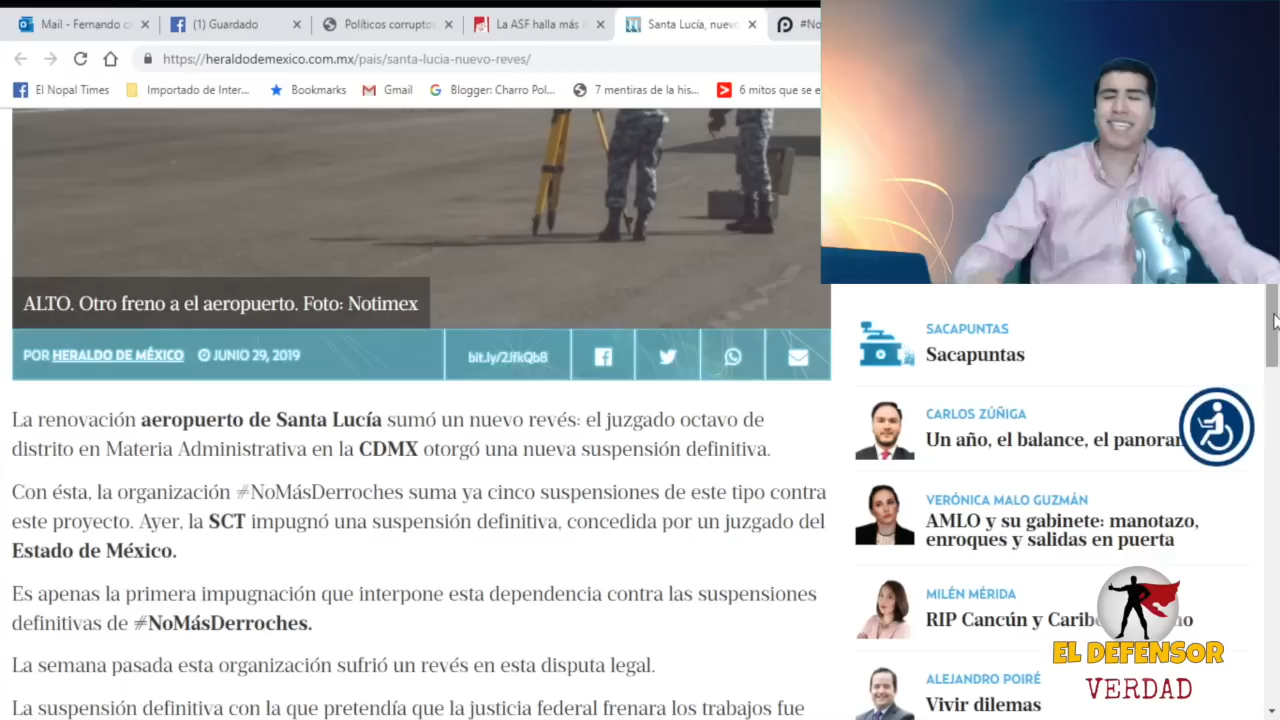 Mail - Fernando c
(1) Guardado
Políticos corrupto
La ASF halla más
Santa Lucía, nuevo
#No
https://heraldodemexico.com.mx/pais/santa-lucia-nuevo-reves/
El Nopal Times
Importado de Inter...
Bookmarks
Gmail
Blogger: Charro Pol...
7 mentiras de la his...
6 mitos que se e
ALTO. Otro freno a el aeropuerto. Foto: Notimex
POR HERALDO DE MÉXICO JUNIO 29, 2019
bit.ly/2JfkQb8
La renovación aeropuerto de Santa Lucía sumó un nuevo revés: el juzgado octavo de
distrito en Materia Administrativa en la CDMX otorgó una nueva suspensión definitiva.
Con ésta, la organización #NoMásDerroches suma ya cinco suspensiones de este tipo contra
este proyecto. Ayer, la SCT impugnó una suspensión definitiva, concedida por un juzgado del
Estado de México.
Es apenas la primera impugnación que interpone esta dependencia contra las suspensiones
definitivas de #NoMásDerroches.
La semana pasada esta organización sufrió un revés en esta disputa legal.
La suspensión definitiva con la que pretendía que la justicia federal frenara los trabajos fue
SACAPUNTAS
Sacapuntas
CARLOS ZÚÑIGA
Un año, el balance, el panoram
VERÓNICA MALO GUZMÁN
AMLO y su gabinete: manotazo,
enroques y salidas en puerta
MILÉN MÉRIDA
RIP Cancún y Carib no
ALEJANDRO POIRÉ
Vivir dilemas
EL DEFENSOR
VERDAD